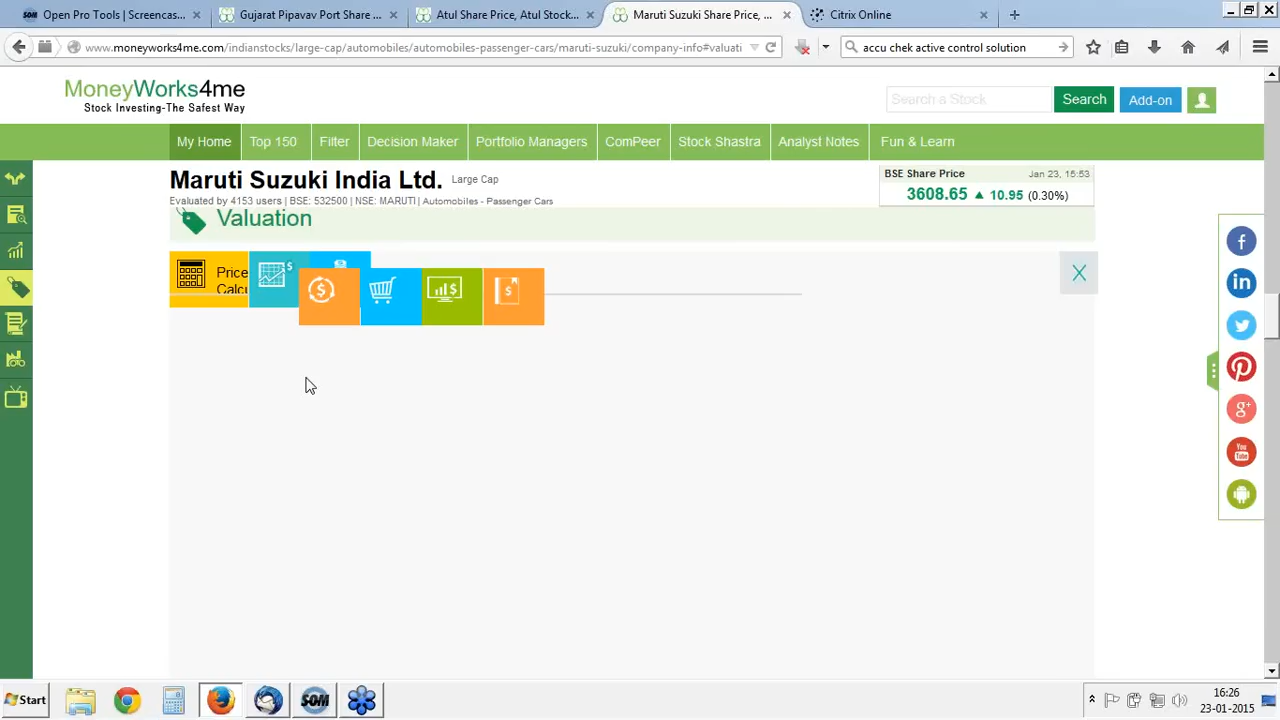 Open Pro Tools | Screencas...
Gujarat Pipavav Port Share ...
Atul Share Price, Atul Stock...
Maruti Suzuki Share Price, ...
Citrix Online
www.moneyworks4me.com/indianstocks/large-cap/automobiles/automobiles-passenger-cars/maruti-suzuki/company-info#valuati
accu chek active control solution
MoneyWorks4me
Stock Investing-The Safest Way
Search a Stock
Search
Add-on
My Home
Top 150
Filter
Decision Maker
Portfolio Managers
ComPeer
Stock Shastra
Analyst Notes
Fun & Learn
Maruti Suzuki India Ltd. Large Cap
BSE Share Price Jan 23, 15:53
3608.65 ▲ 10.95 (0.30%)
Evaluated by 4153 users | BSE: 532500 | NSE: MARUTI | Automobiles - Passenger Cars
Valuation
Price
Calcu
X
You
Tube
Start
SOM
16:26
23-01-2015